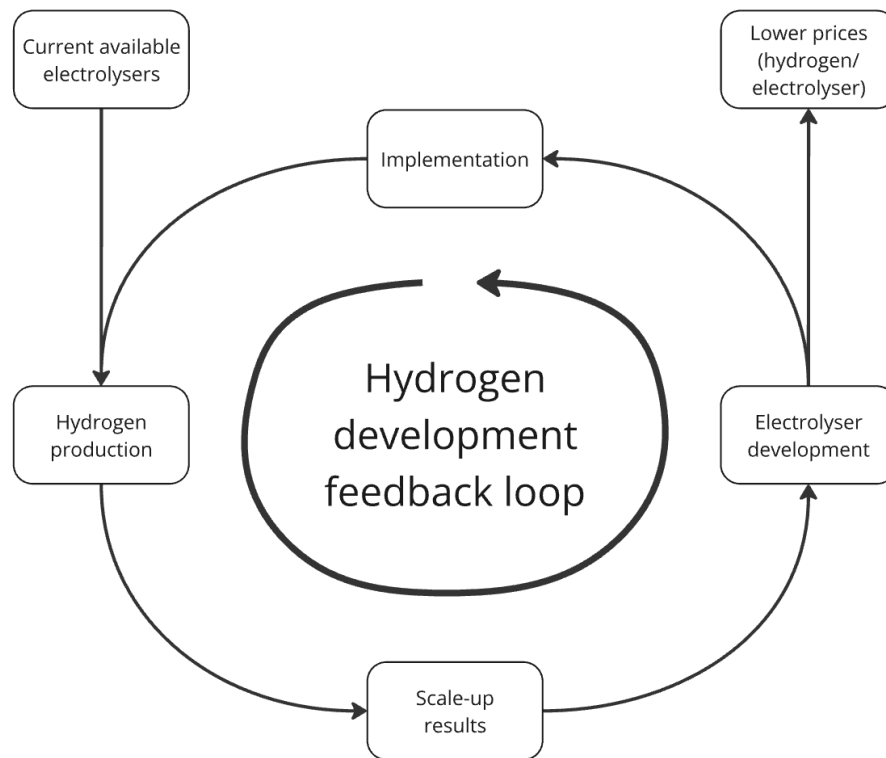 Current available
electrolysers
Lower prices
(hydrogen/
electrolyser)
Implementation
Hydrogen
development
feedback loop
Hydrogen
production
Electrolyser
development
Scale-up
results